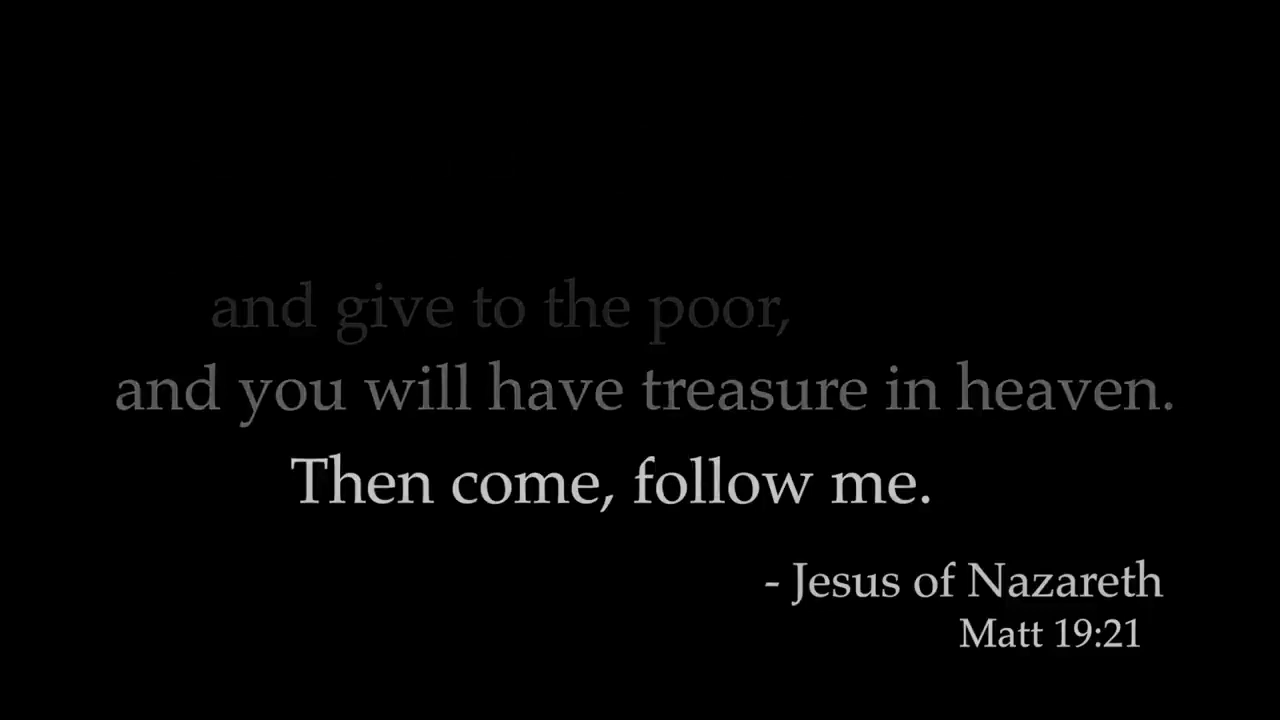 and give to the poor,
and you will have treasure in heaven.
Then come, follow me.
- Jesus of Nazareth
Matt 19:21